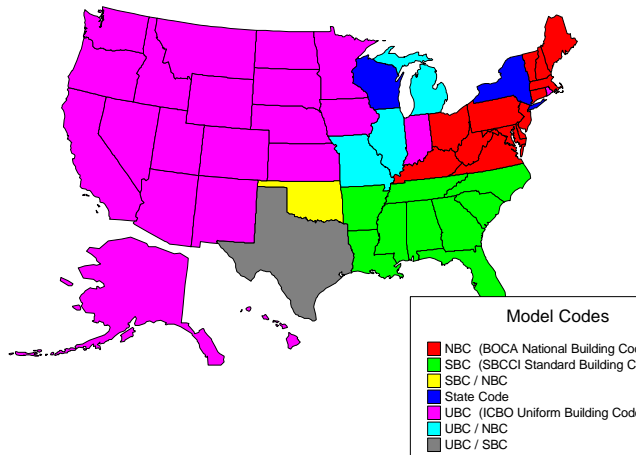 Model Codes
NBC (BOCA National Building Cod
SBC (SBCCI Standard Building C
SBC / NBC
State Code
UBC (ICBO Uniform Building Code
UBC / NBC
UBC / SBC